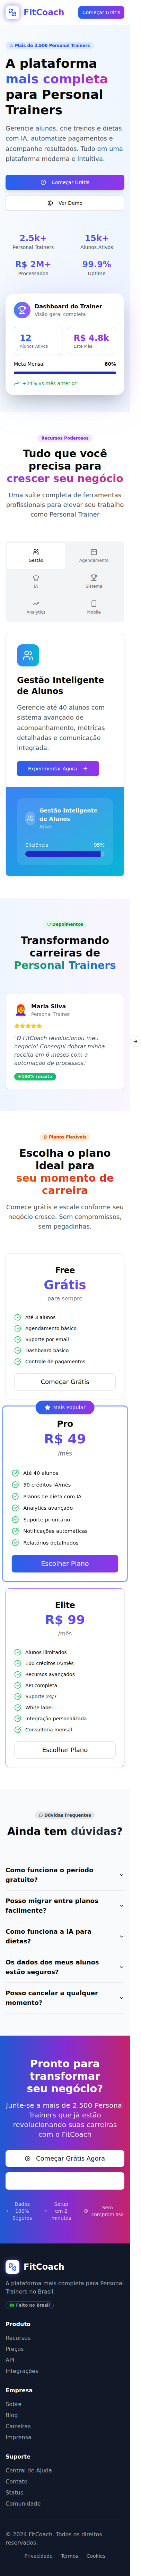 FitCoach
Começar Grátis
Mais de 2.500 Personal Trainers
A plataforma
mais completa
para Personal
Trainers
Gerencie alunos, crie treinos e dietas
com IA, automatize pagamentos e
acompanhe resultados. Tudo em uma
plataforma moderna e intuitiva.
Começar Grátis
Ver Demo
2.5k+
Personal Trainers
15k+
Alunos Ativos
R$ 2M+
Processados
99.9%
Uptime
Dashboard do Trainer
Visão geral completa
12
Alunos Ativos
R$ 4.8k
Este Mês
Meta Mensal
80%
+24% vs mês anterior
Recursos Poderosos
Tudo que você
precisa para
crescer seu negócio
Uma suíte completa de ferramentas
profissionais para elevar seu trabalho
como Personal Trainer
Gestão
Agendamento
IA
Sistema
Analytics
Mobile
Gestão Inteligente
de Alunos
Gerencie até 40 alunos com
sistema avançado de
acompanhamento, métricas
detalhadas e comunicação
integrada.
Experimentar Agora
Gestão Inteligente
de Alunos
Ativo
Eficiência
95%
Depoimentos
Transformando
carreiras de
Personal Trainers
Maria Silva
Personal Trainer
"O FitCoach revolucionou meu
negócio! Consegui dobrar minha
receita em 6 meses com a
automação de processos."
+150% receita
Planos Flexíveis
Escolha o plano
ideal para
seu momento de
carreira
Comece grátis e escale conforme seu
negócio cresce. Sem compromissos,
sem pegadinhas.
Free
Grátis
para sempre
Até 3 alunos
Agendamento básico
Suporte por email
Dashboard básico
Controle de pagamentos
Começar Grátis
Mais Popular
Pro
R$ 49
/mês
Até 40 alunos
50 créditos IA/mês
Planos de dieta com IA
Analytics avançado
Suporte prioritário
Notificações automáticas
Relatórios detalhados
Escolher Plano
Elite
R$ 99
/mês
Alunos ilimitados
100 créditos IA/mês
Recursos avançados
API completa
Suporte 24/7
White label
Integração personalizada
Consultoria mensal
Escolher Plano
Dúvidas Frequentes
Ainda tem dúvidas?
Como funciona o período
gratuito?
Posso migrar entre planos
facilmente?
Como funciona a IA para
dietas?
Os dados dos meus alunos
estão seguros?
Posso cancelar a qualquer
momento?
Pronto para
transformar
seu negócio?
Junte-se a mais de 2.500 Personal
Trainers que já estão
revolucionando suas carreiras
com o FitCoach
Começar Grátis Agora
Dados
100%
Seguros
Setup
em 2
minutos
Sem
compromisso
FitCoach
A plataforma mais completa para Personal
Trainers no Brasil.
Feito no Brasil
Produto
Recursos
Preços
API
Integrações
Empresa
Sobre
Blog
Carreiras
Imprensa
Suporte
Central de Ajuda
Contato
Status
Comunidade
© 2024 FitCoach. Todos os direitos
reservados.
Privacidade
Termos
Cookies